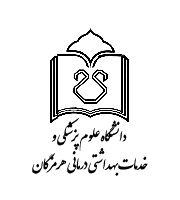 دانشگاه علوم پزشکی و
خدمات بهداشتی درمانی هرمزگان